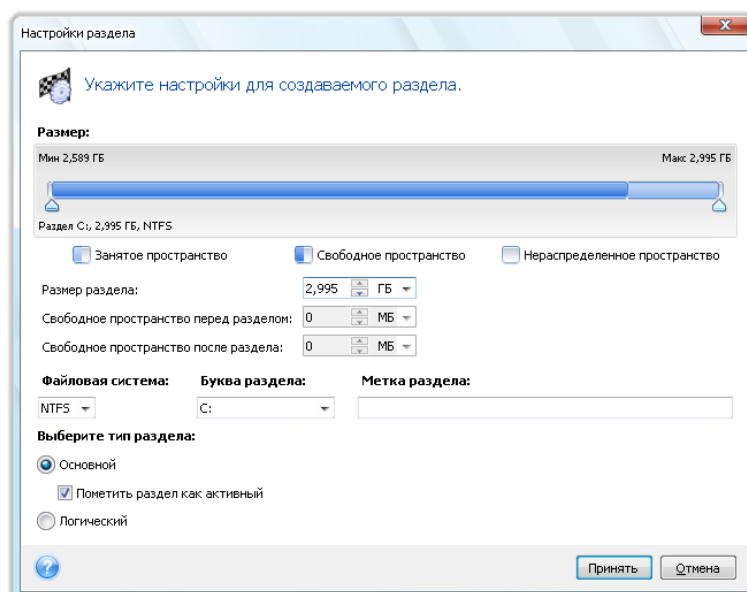 Настройки раздела
Укажите настройки для создаваемого раздела.
Размер:
Мин 2,589 ГБ Макс 2,995 ГБ
Раздел C:, 2,995 ГБ, NTFS
Занятое пространство Свободное пространство Нераспределенное пространство
Размер раздела: 2,995 ГБ
Свободное пространство перед разделом: 0 МБ
Свободное пространство после раздела: 0 МБ
Файловая система: Буква раздела: Метка раздела:
NTFS C:
Выберите тип раздела:
Основной
Пометить раздел как активный
Логический
Принять Отмена